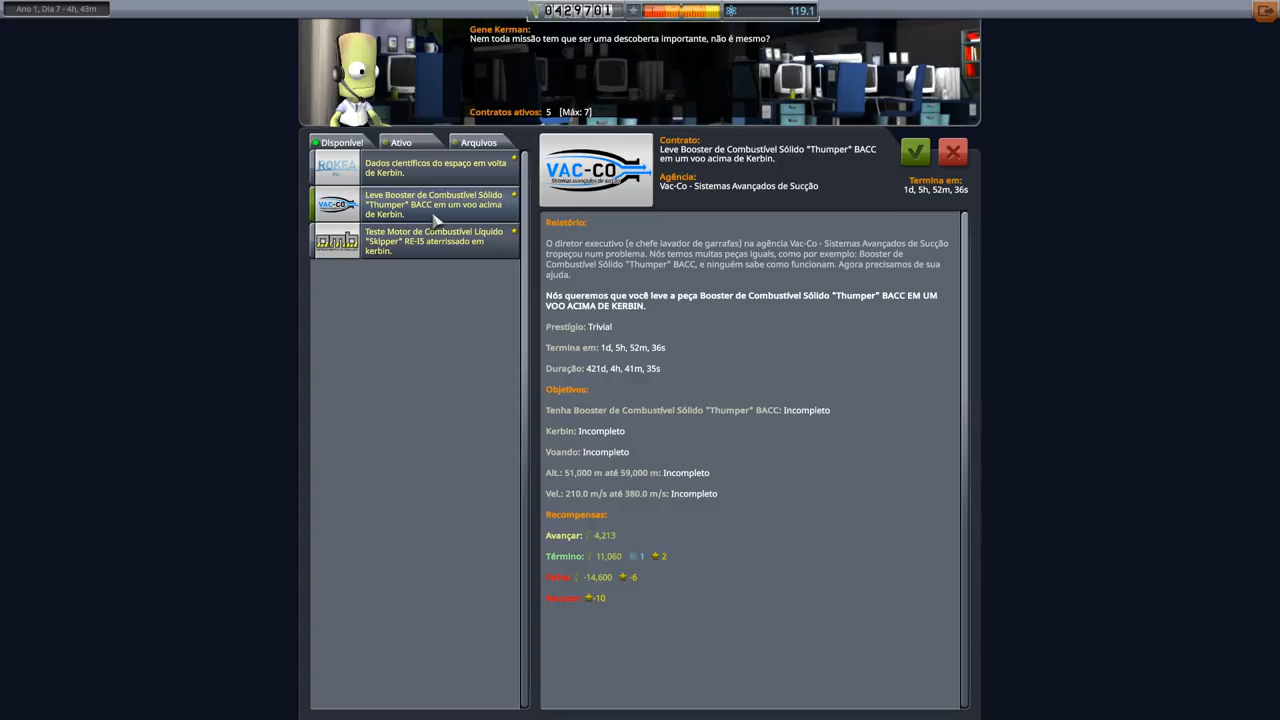 Ano 1, Dia 7 - 4h, 43m
0429701
119.1
Gene Kerman:
Nem toda missão tem que ser uma descoberta importante, não é mesmo?
Contratos ativos: 5 [Máx: 7]
Disponível
Ativo
Arquivos
ROKEA
INC.
Dados científicos do espaço em volta
de Kerbin.
VAC-CO
Leve Booster de Combustível Sólido
"Thumper" BACC em um voo acima
de Kerbin.
Teste Motor de Combustível Líquido
"Skipper" RE-I5 aterrissado em
kerbin.
VAC-CO
Sistemas avançados de sucção
Contrato:
Leve Booster de Combustível Sólido "Thumper" BACC
em um voo acima de Kerbin.
Agência:
Vac-Co - Sistemas Avançados de Sucção
Termina em:
1d, 5h, 52m, 36s
Relatório:
O diretor executivo (e chefe lavador de garrafas) na agência Vac-Co - Sistemas Avançados de Sucção
tropeçou num problema. Nós temos muitas peças iguais, como por exemplo: Booster de
Combustível Sólido "Thumper" BACC, e ninguém sabe como funcionam. Agora precisamos de sua
ajuda.
Nós queremos que você leve a peça Booster de Combustível Sólido "Thumper" BACC EM UM
VOO ACIMA DE KERBIN.
Prestígio: Trivial
Termina em: 1d, 5h, 52m, 36s
Duração: 421d, 4h, 41m, 35s
Objetivos:
Tenha Booster de Combustível Sólido "Thumper" BACC: Incompleto
Kerbin: Incompleto
Voando: Incompleto
Alt.: 51,000 m até 59,000 m: Incompleto
Vel.: 210.0 m/s até 380.0 m/s: Incompleto
Recompensas:
Avançar: 4,213
Término: 11,060 1 2
-14,600 -6
-10